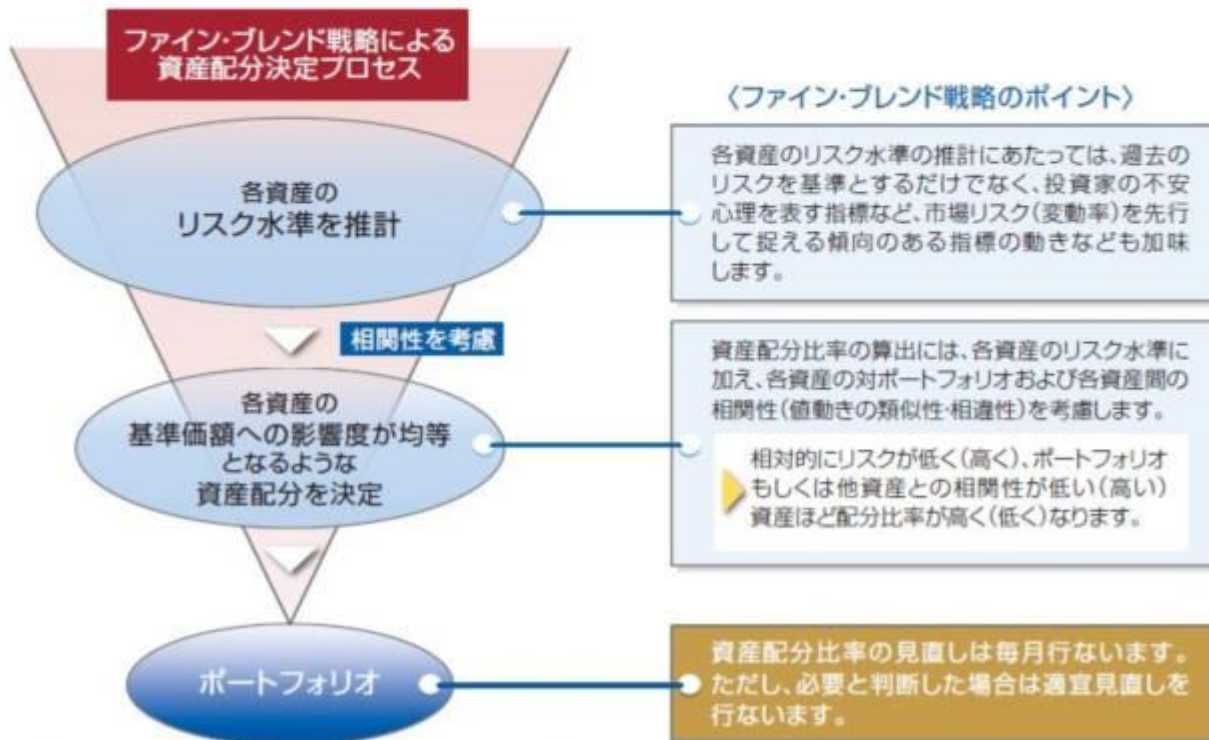 ファイン・ブレンド戦略による
資産配分決定プロセス
各資産の
リスク水準を推計
相関性を考慮
各資産の
基準価額への影響度が均等
となるような
資産配分を決定
ポートフォリオ
〈ファイン・ブレンド戦略のポイント〉
各資産のリスク水準の推計にあたっては、過去の
リスクを基準とするだけでなく、投資家の不安
心理を表す指標など、市場リスク(変動率)を先行
して捉える傾向のある指標の動きなども加味
します。
資産配分比率の算出には、各資産のリスク水準に
加え、各資産の対ポートフォリオおよび各資産間の
相関性(値動きの類似性・相違性)を考慮します。
相対的にリスクが低く(高く)、ポートフォリオ
もしくは他資産との相関性が低い(高い)
資産ほど配分比率が高く(低く)なります。
資産配分比率の見直しは毎月行ないます。
ただし、必要と判断した場合は適宜見直しを
行ないます。